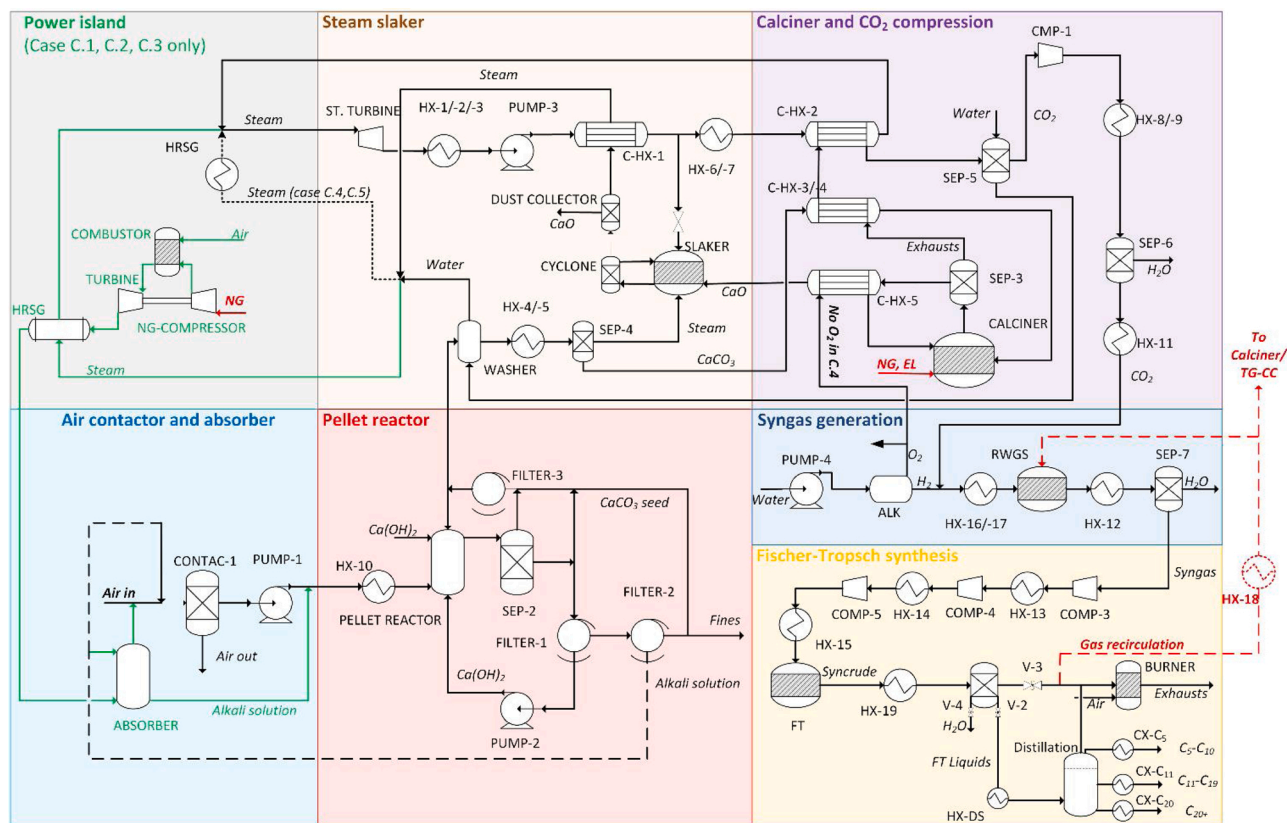 Power island
(Case C.1, C.2, C.3 only)
Steam
HRSG
Steam (case C.4,C.5)
COMBUSTOR
Air
TURBINE
HRSG
NG
NG-COMPRESSOR
Steam
Steam slaker
Steam
ST. TURBINE
HX-1/-2/-3
PUMP-3
C-HX-1
HX-6/-7
DUST COLLECTOR
CaO
SLAKER
CYCLONE
Water
HX-4/-5
SEP-4
Steam
WASHER
CaCO3
Calciner and CO2 compression
CMP-1
C-HX-2
Water
CO2
HX-8/-9
SEP-5
C-HX-3/-4
Exhausts
SEP-6
H2O
SEP-3
CaO
C-HX-5
CALCINER
HX-11
No O2 in C.4
NG, EL
CO2
To
Calciner/
TG-CC
Air contactor and absorber
CONTAC-1
PUMP-1
Air in
Air out
Alkali solution
ABSORBER
Pellet reactor
FILTER-3
CaCO3 seed
Ca(OH)2
HX-10
SEP-2
PELLET REACTOR
FILTER-2
FILTER-1
Fines
Ca(OH)2
PUMP-2
Syngas generation
PUMP-4
O2
RWGS
SEP-7
Water
H2
H2O
ALK
HX-16/-17
HX-12
Fischer-Tropsch synthesis
Syngas
COMP-5
HX-14
COMP-4
HX-13
COMP-3
HX-18
HX-15
Gas recirculation
Syncrude
V-3
BURNER
Exhausts
FT
HX-19
V-4
V-2
Air
H2O
Distillation
CX-C5
C5-C10
FT Liquids
CX-C11
C11-C19
CX-C20
C20+
HX-DS